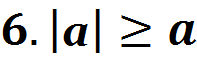 6. |a| ≥ a